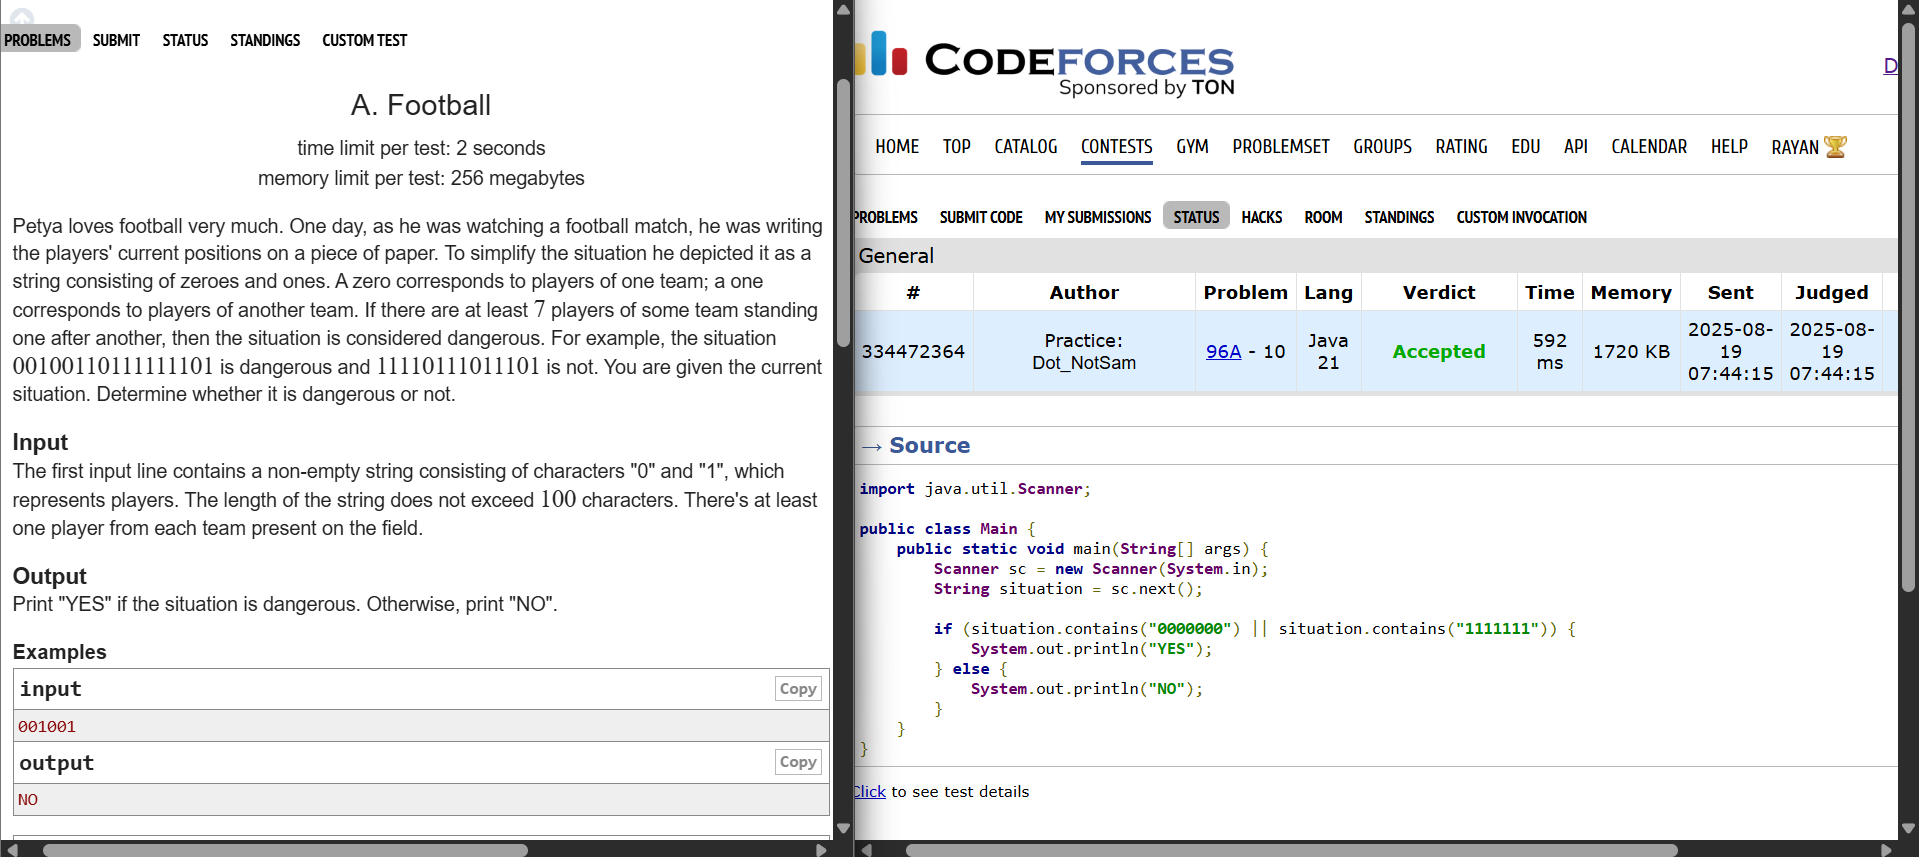 PROBLEMS SUBMIT STATUS STANDINGS CUSTOM TEST
A. Football
time limit per test: 2 seconds
memory limit per test: 256 megabytes
Petya loves football very much. One day, as he was watching a football match, he was writing
the players' current positions on a piece of paper. To simplify the situation he depicted it as a
string consisting of zeroes and ones. A zero corresponds to players of one team; a one
corresponds to players of another team. If there are at least 7 players of some team standing
one after another, then the situation is considered dangerous. For example, the situation
00100110111111101 is dangerous and 11110111011101 is not. You are given the current
situation. Determine whether it is dangerous or not.
Input
The first input line contains a non-empty string consisting of characters "0" and "1", which
represents players. The length of the string does not exceed 100 characters. There's at least
one player from each team present on the field.
Output
Print "YES" if the situation is dangerous. Otherwise, print "NO".
Examples
input Copy
001001
output Copy
NO
CODEFORCES
Sponsored by TON
D
HOME TOP CATALOG CONTESTS GYM PROBLEMSET GROUPS RATING EDU API CALENDAR HELP RAYAN
PROBLEMS SUBMIT CODE MY SUBMISSIONS STATUS HACKS ROOM STANDINGS CUSTOM INVOCATION
General
# Author Problem Lang Verdict Time Memory Sent Judged
334472364 Practice: Dot_NotSam 96A - 10 Java 21 Accepted 592 ms 1720 KB 2025-08-19 07:44:15 2025-08-19 07:44:15
→ Source
import java.util.Scanner;
public class Main {
public static void main(String[] args) {
Scanner sc = new Scanner(System.in);
String situation = sc.next();
if (situation.contains("0000000") || situation.contains("1111111")) {
System.out.println("YES");
} else {
System.out.println("NO");
}
}
}
Click to see test details